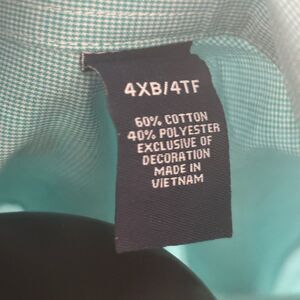 4XB/4TF
60% COTTON
40% POLYESTER
EXCLUSIVE OF
DECORATION
MADE IN
VIETNAM